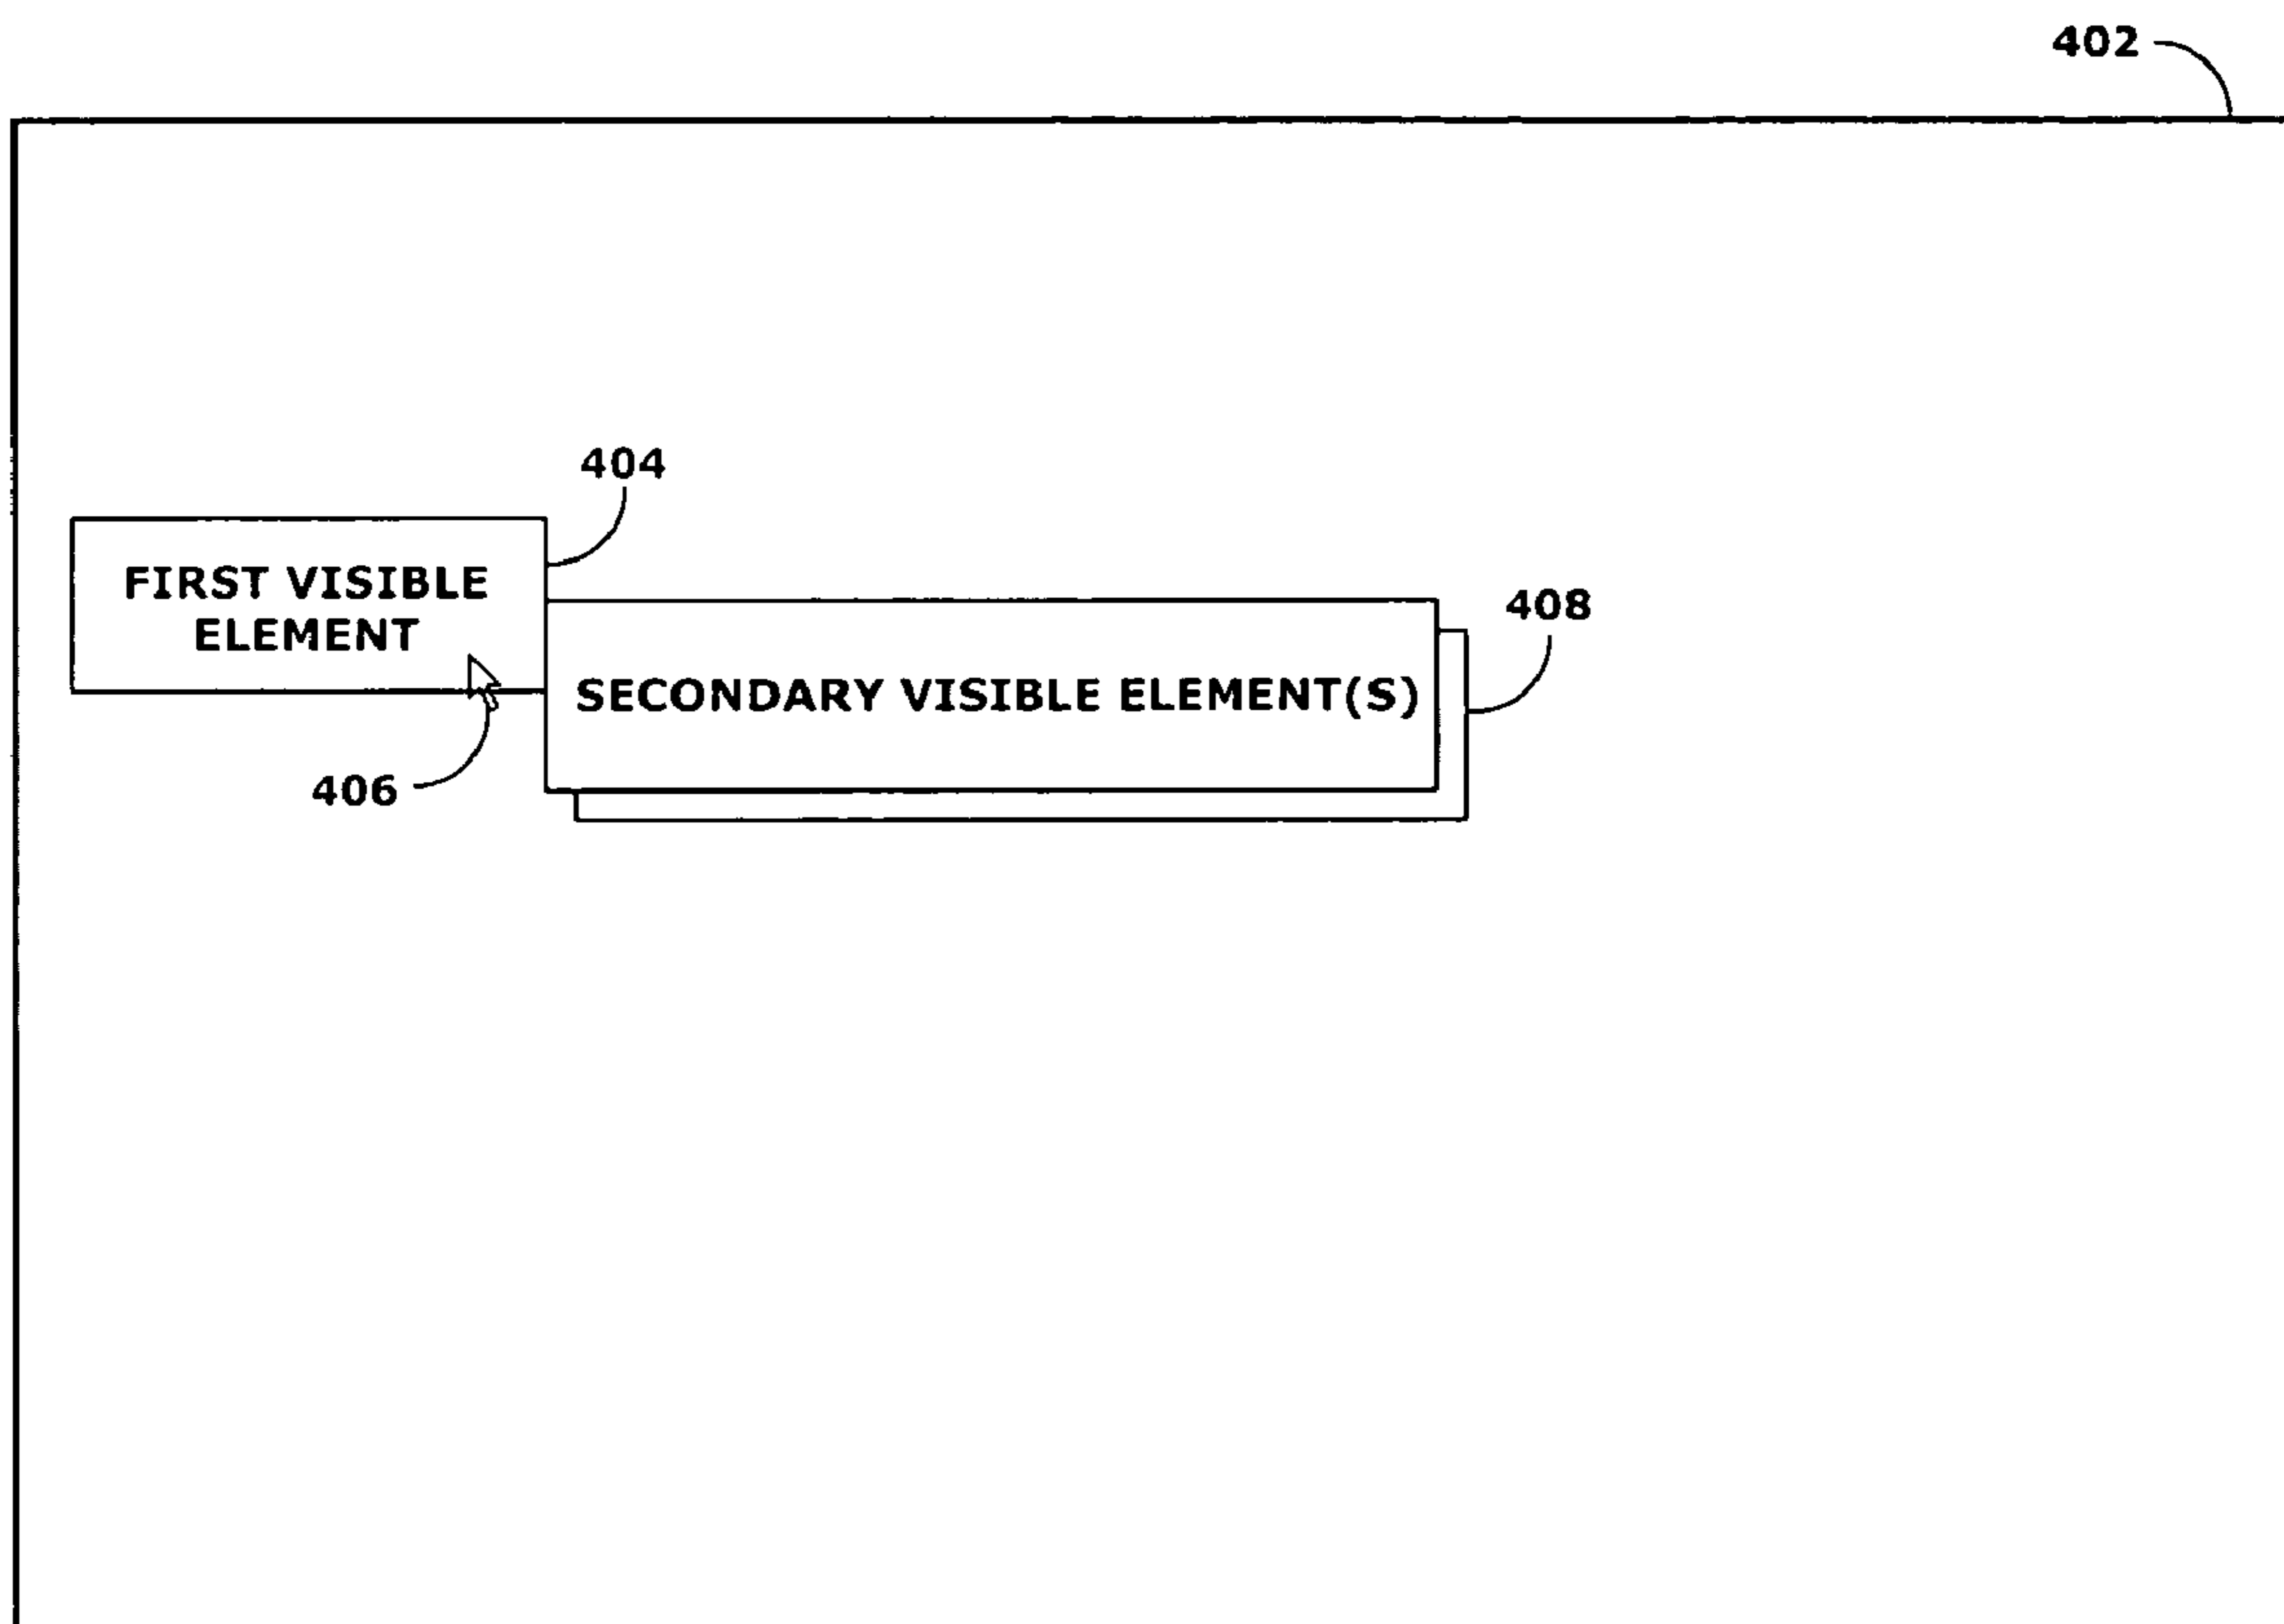 402
404
FIRST VISIBLE
ELEMENT
408
SECONDARY VISIBLE ELEMENT(S)
406